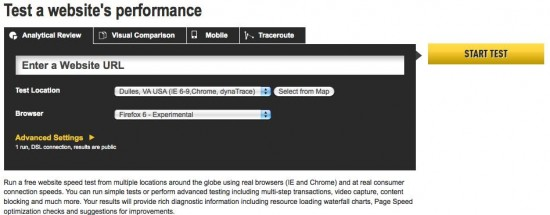 Test a website's performance
Analytical Review
Visual Comparison
Mobile
Traceroute
START TEST
Enter a Website URL
Test Location
Dulles, VA USA (IE 6-9,Chrome, dynaTrace)
Select from Map
Browser
Firefox 6 - Experimental
Advanced Settings
1 run, DSL connection, results are public
Run a free website speed test from multiple locations around the globe using real browsers (IE and Chrome) and at real consumer
connection speeds. You can run simple tests or perform advanced testing including multi-step transactions, video capture, content
blocking and much more. Your results will provide rich diagnostic information including resource loading waterfall charts, Page Speed
optimization checks and suggestions for improvements.